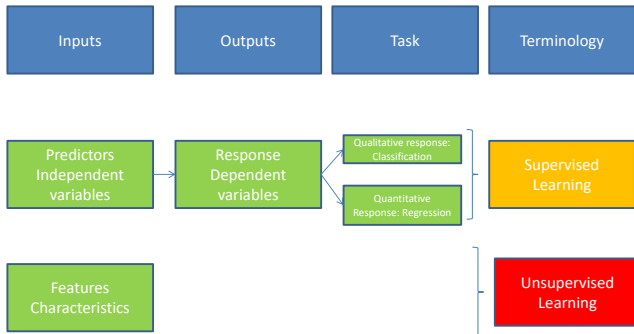 Inputs
Outputs
Task
Terminology
Predictors
Independent
variables
Response
Dependent
variables
Qualitative response:
Classification
Quantitative
Response: Regression
Supervised
Learning
Features
Characteristics
Unsupervised
Learning